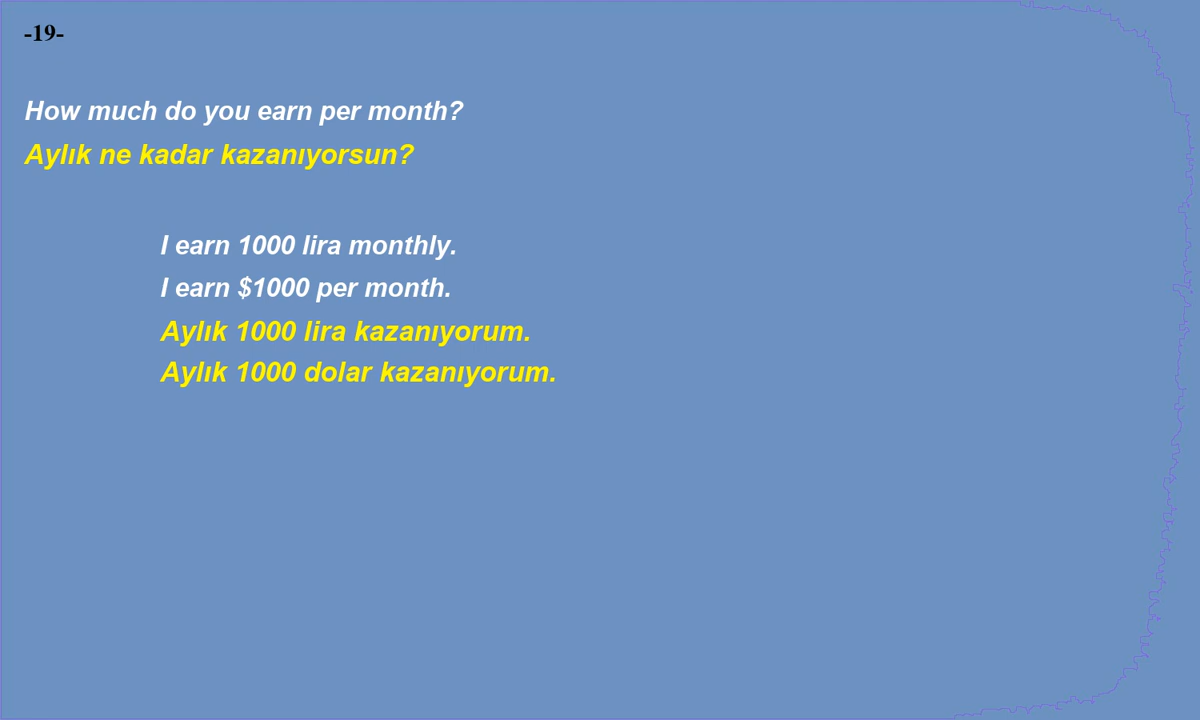 -19-
How much do you earn per month?
Aylık ne kadar kazanıyorsun?
I earn 1000 lira monthly.
I earn $1000 per month.
Aylık 1000 lira kazanıyorum.
Aylık 1000 dolar kazanıyorum.